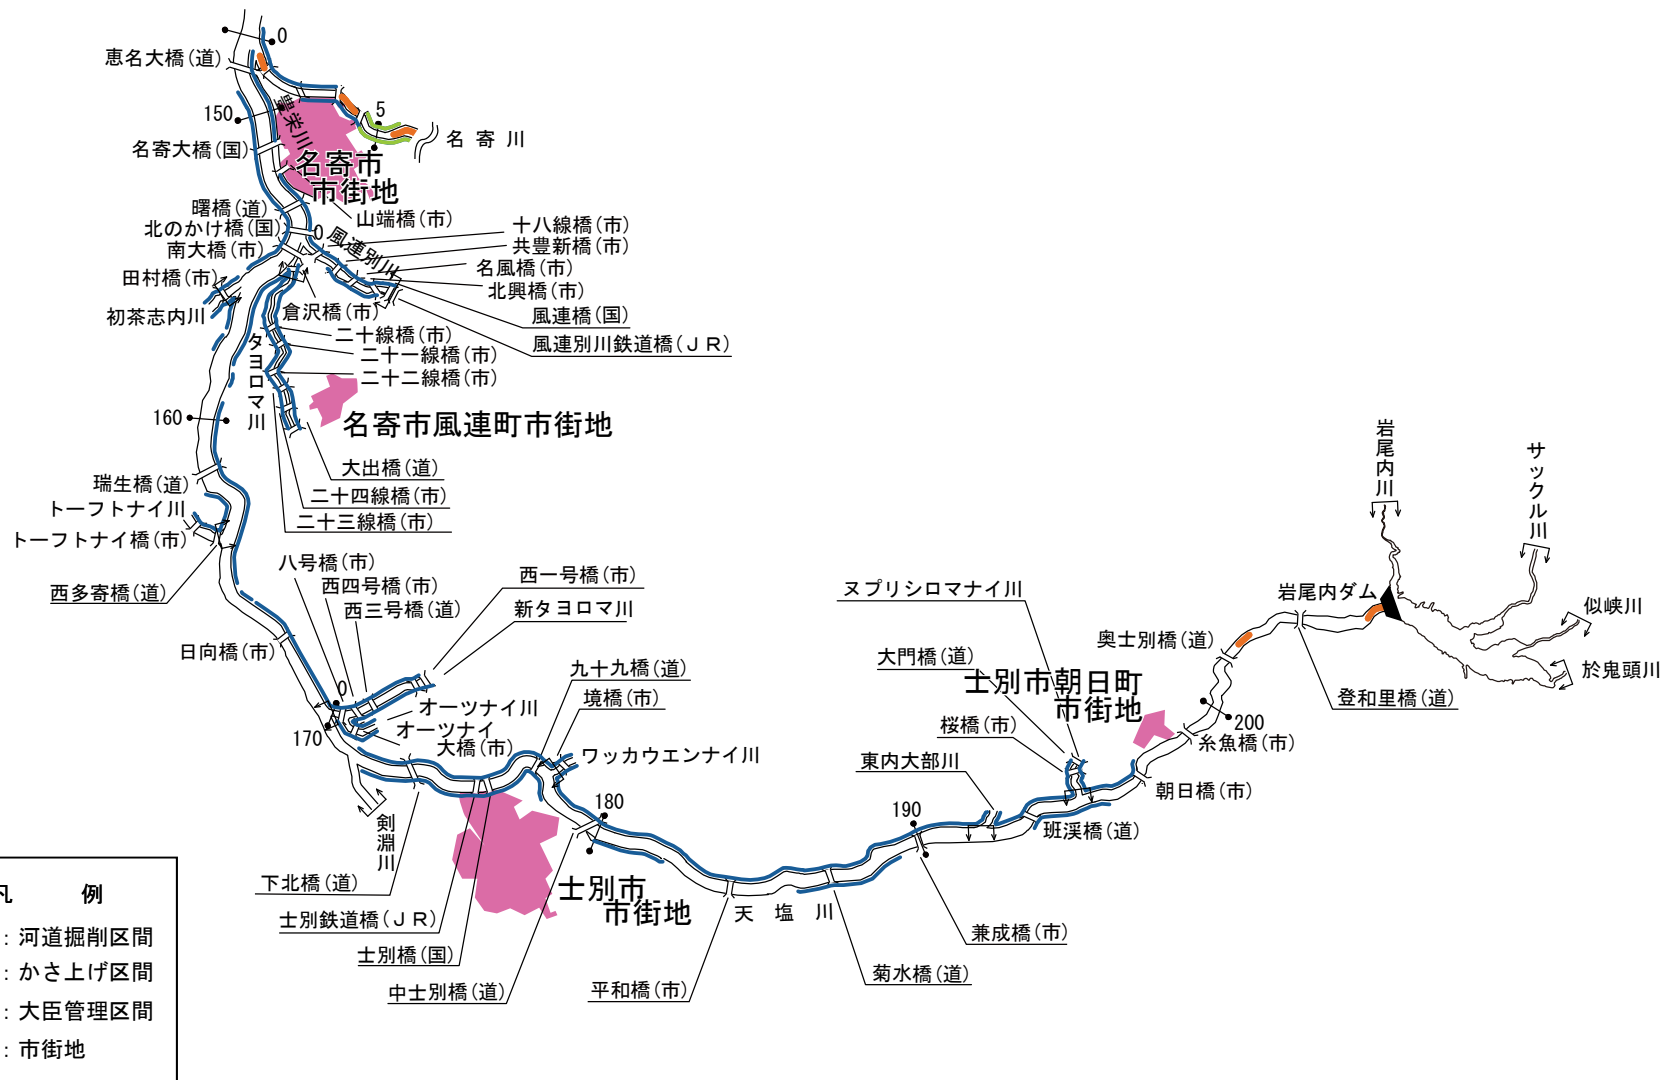 0
恵名大橋(道)
150
豊栄川
5
名寄川
名寄大橋(国)
名寄市
市街地
曙橋(道)
山端橋(市)
北のかけ橋(国)
0
風連別川
十八線橋(市)
共豊新橋(市)
南大橋(市)
名風橋(市)
田村橋(市)
北興橋(市)
初茶志内川
倉沢橋(市)
風連橋(国)
二十線橋(市)
風連別川鉄道橋(JR)
二十一線橋(市)
タヨロマ川
二十二線橋(市)
160
名寄市風連町市街地
瑞生橋(道)
大出橋(道)
トーフトナイ川
二十四線橋(市)
トーフトナイ橋(市)
二十三線橋(市)
西多寄橋(道)
八号橋(市)
西四号橋(市)
西三号橋(道)
西一号橋(市)
新タヨロマ川
日向橋(市)
0
170
オーツナイ川
オーツナイ
大橋(市)
九十九橋(道)
境橋(市)
ワッカウエンナイ川
剣淵川
180
下北橋(道)
士別鉄道橋(JR)
士別橋(国)
中士別橋(道)
士別市
市街地
平和橋(市)
天塩川
菊水橋(道)
兼成橋(市)
190
東内大部川
ヌプリシロマナイ川
大門橋(道)
士別市朝日町
市街地
桜橋(市)
班渓橋(道)
朝日橋(市)
糸魚橋(市)
200
奥士別橋(道)
登和里橋(道)
岩尾内ダム
岩尾内川
サックル川
似峡川
於鬼頭川
凡例
：河道掘削区間
：かさ上げ区間
：大臣管理区間
：市街地